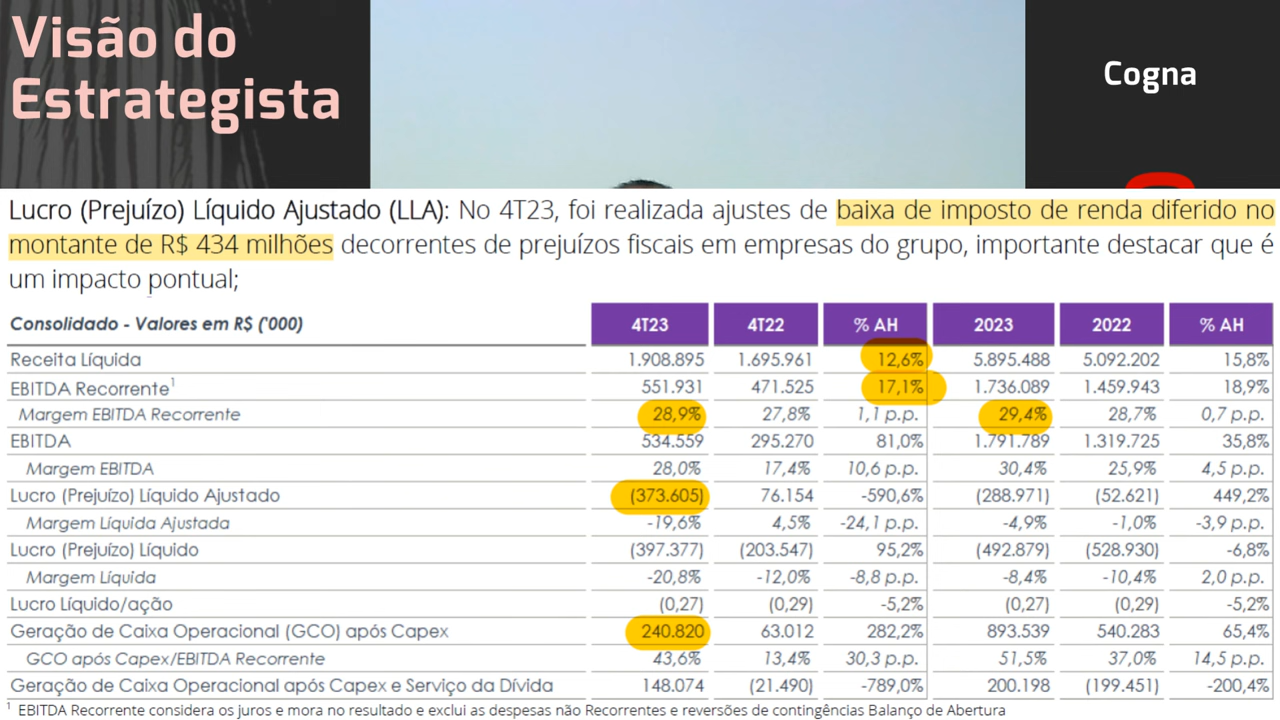 Visão do
Estrategista
Cogna
Lucro (Prejuízo) Líquido Ajustado (LLA): No 4T23, foi realizada ajustes de baixa de imposto de renda diferido no
montante de R$ 434 milhões decorrentes de prejuízos fiscais em empresas do grupo, importante destacar que é
um impacto pontual;
Consolidado - Valores em R$ ('000) 4T23 4T22 % AH 2023 2022 % AH
Receita Líquida 1.908.895 1.695.961 12,6% 5.895.488 5.092.202 15,8%
EBITDA Recorrente¹ 551.931 471.525 17,1% 1.736.089 1.459.943 18,9%
Margem EBITDA Recorrente 28,9% 27,8% 1,1 p.p. 29,4% 28,7% 0,7 p.p.
EBITDA 534.559 295.270 81,0% 1.791.789 1.319.725 35,8%
Margem EBITDA 28,0% 17,4% 10,6 p.p. 30,4% 25,9% 4,5 p.p.
Lucro (Prejuízo) Líquido Ajustado (373.605) 76.154 -590,6% (288.971) (52.621) 449,2%
Margem Líquida Ajustada -19,6% 4,5% -24,1 p.p. -4,9% -1,0% -3,9 p.p.
Lucro (Prejuízo) Líquido (397.377) (203.547) 95,2% (492.879) (528.930) -6,8%
Margem Líquida -20,8% -12,0% -8,8 p.p. -8,4% -10,4% 2,0 p.p.
Lucro Líquido/ação (0,27) (0,29) -5,2% (0,27) (0,29) -5,2%
Geração de Caixa Operacional (GCO) após Capex 240.820 63.012 282,2% 893.539 540.283 65,4%
GCO após Capex/EBITDA Recorrente 43,6% 13,4% 30,3 p.p. 51,5% 37,0% 14,5 p.p.
Geração de Caixa Operacional após Capex e Serviço da Dívida 148.074 (21.490) -789,0% 200.198 (199.451) -200,4%
¹ EBITDA Recorrente considera os juros e mora no resultado e exclui as despesas não Recorrentes e reversões de contingências Balanço de Abertura